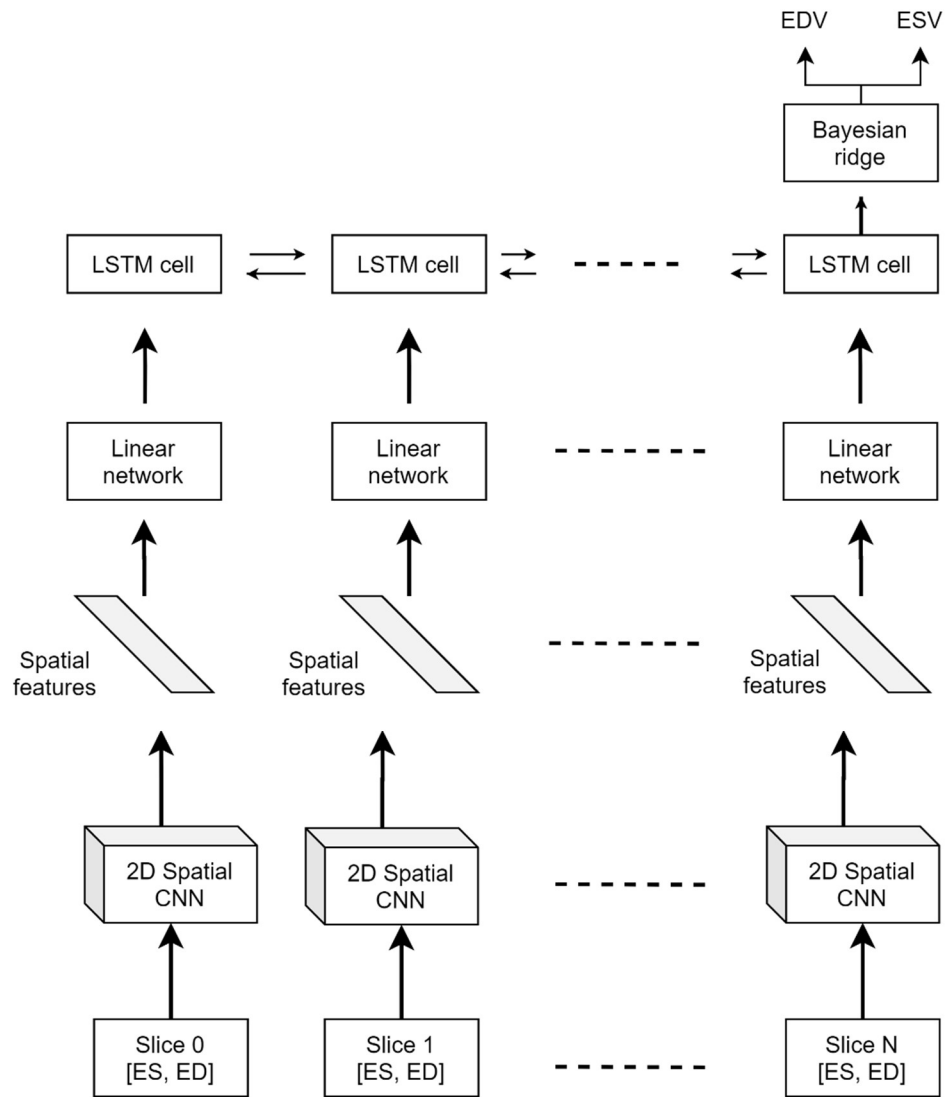 EDV ESV
Bayesian
ridge
LSTM cell LSTM cell LSTM cell
Linear
network
Linear
network
Linear
network
Spatial
features
Spatial
features
Spatial
features
2D Spatial
CNN
2D Spatial
CNN
2D Spatial
CNN
Slice 0
[ES, ED]
Slice 1
[ES, ED]
Slice N
[ES, ED]